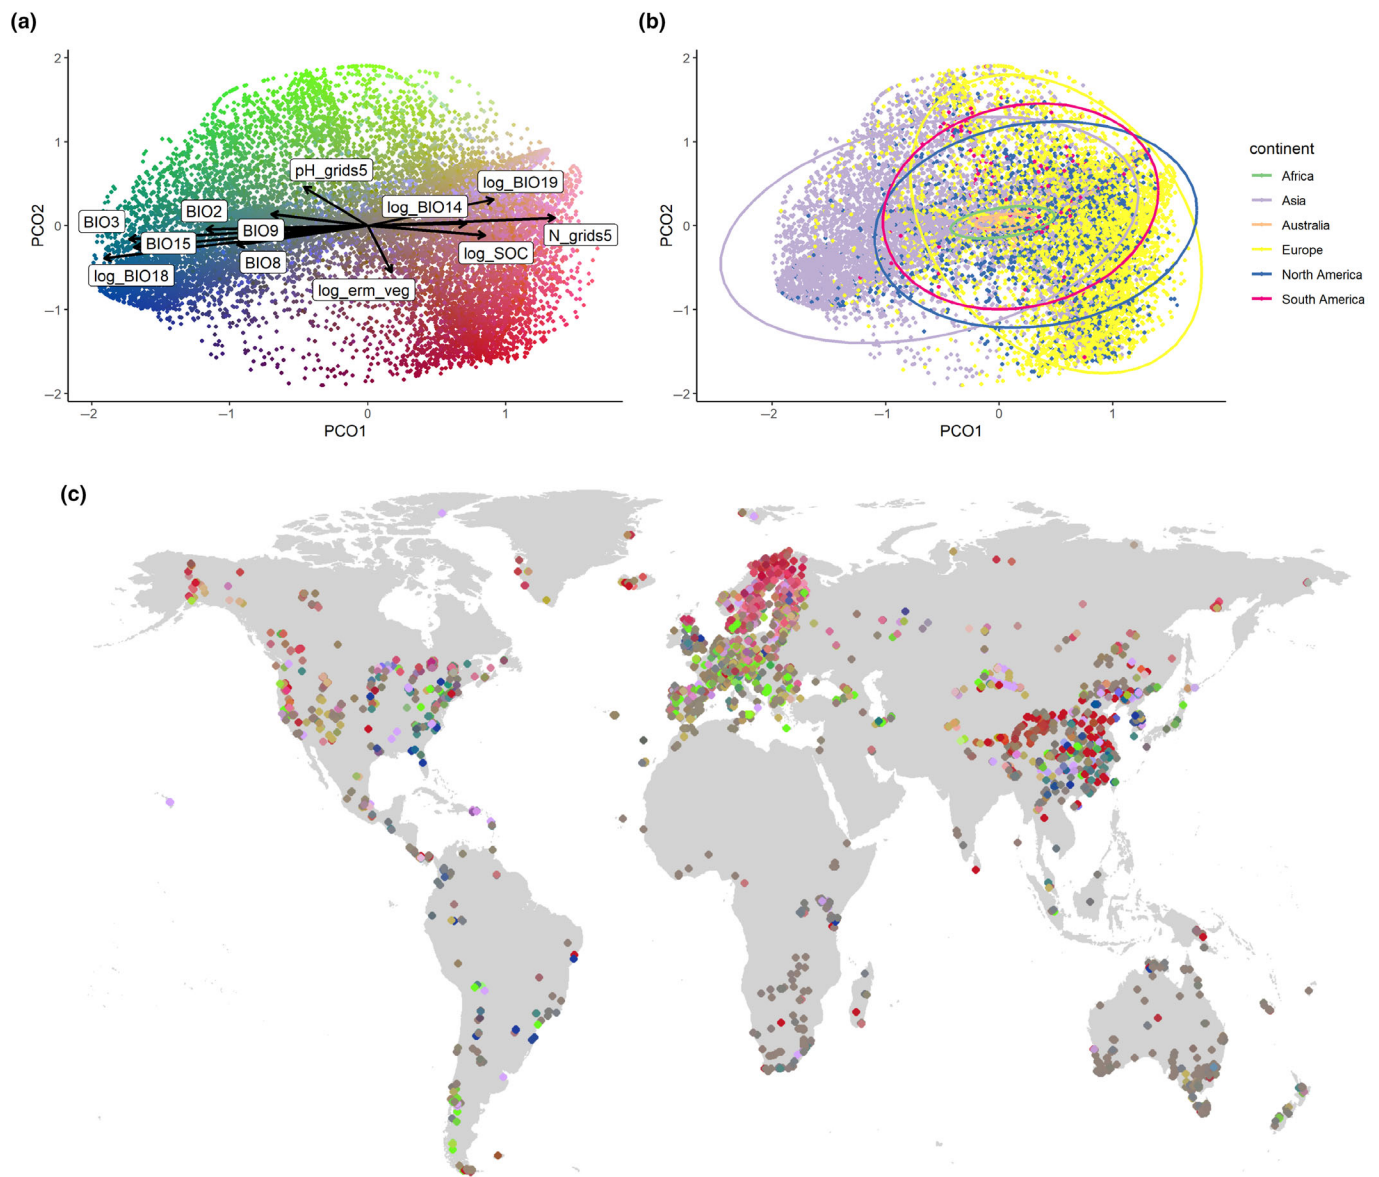 (a)
2
1
0
−1
−2
PCO2
pH_grids5
log_BIO19
log_BIO14
BIO2
BIO3
BIO9
BIO15
N_grids5
log_SOC
BIO8
log_BIO18
log_erm_veg
−2
−1
0
1
PCO1
(b)
2
1
0
−1
−2
PCO2
−2
−1
0
1
PCO1
continent
Africa
Asia
Australia
Europe
North America
South America
(c)